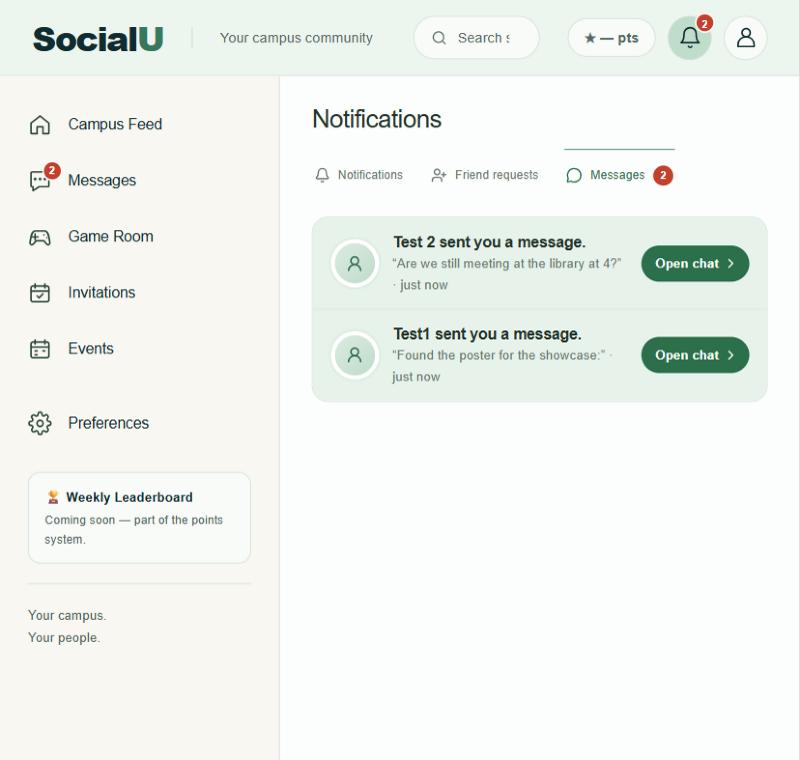 SocialU
Your campus community
Search s
★ — pts
2
Campus Feed
2
Messages
Game Room
Invitations
Events
Preferences
🏆 Weekly Leaderboard
Coming soon — part of the points
system.
Your campus.
Your people.
Notifications
Notifications
Friend requests
Messages 2
Test 2 sent you a message.
“Are we still meeting at the library at 4?”
· just now
Open chat
Test1 sent you a message.
“Found the poster for the showcase:” ·
just now
Open chat